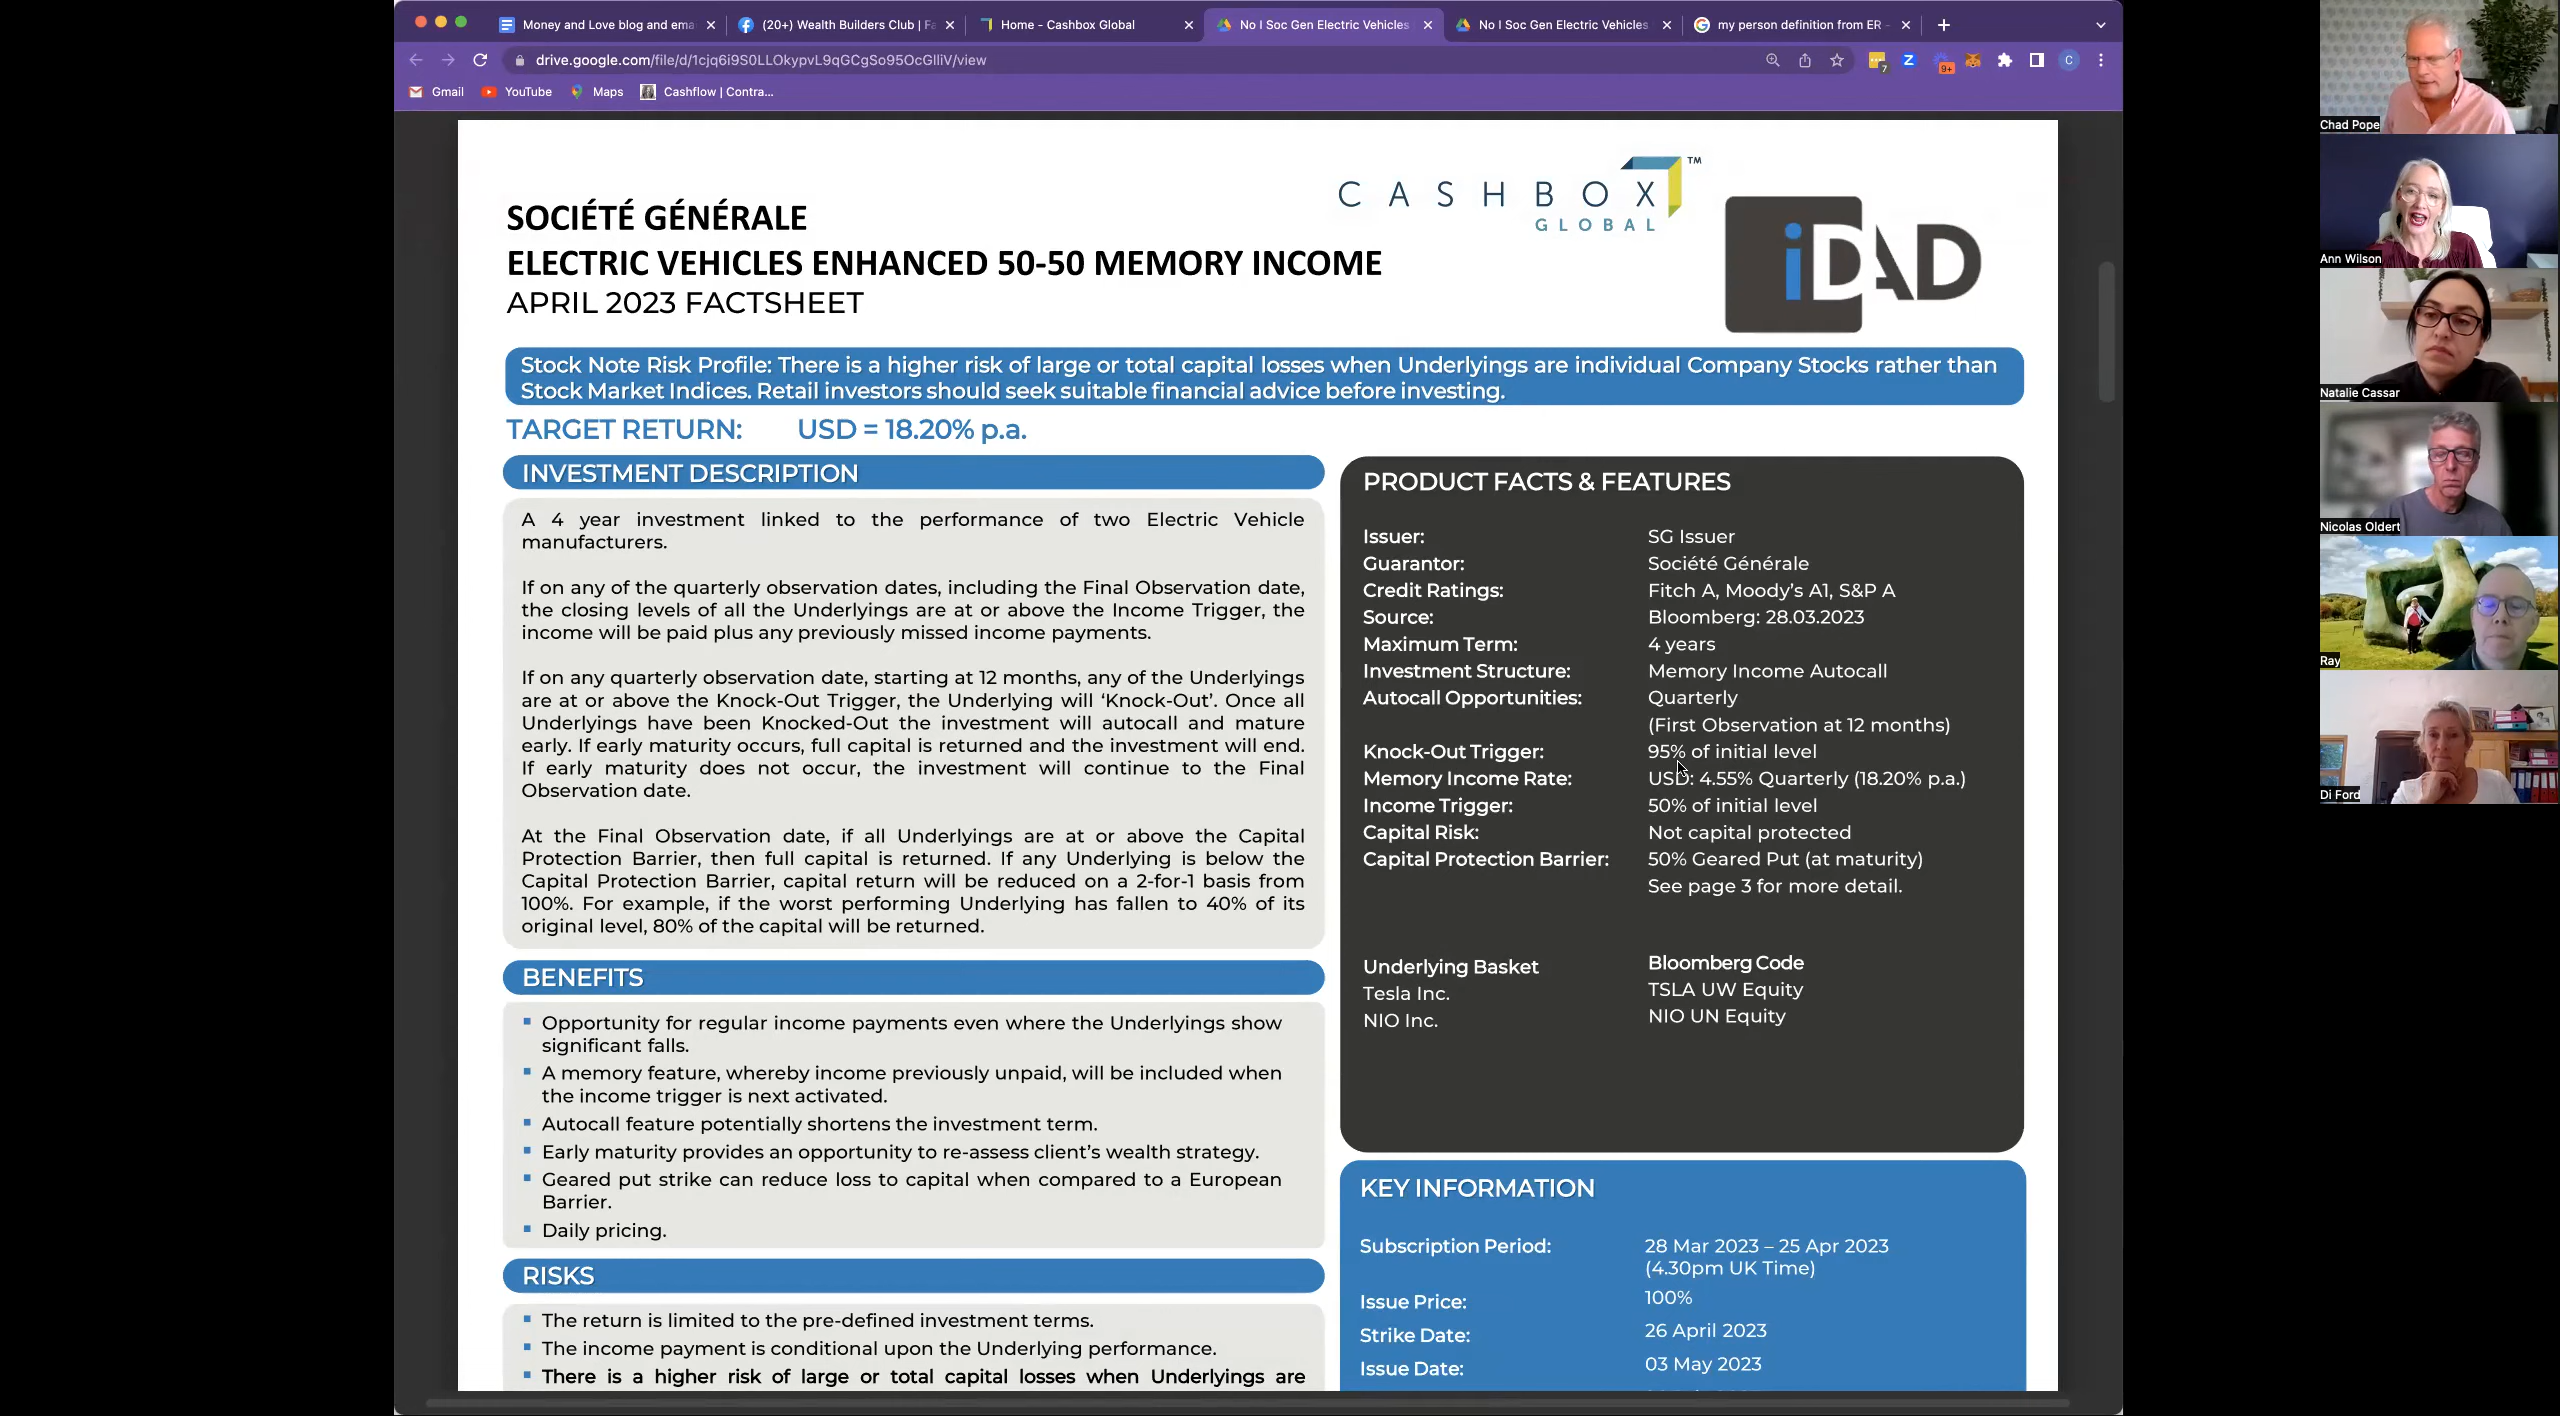 Money and Love blog and ema
(20+) Wealth Builders Club | Fa
Home - Cashbox Global
No I Soc Gen Electric Vehicles
No I Soc Gen Electric Vehicles
my person definition from ER -
drive.google.com/file/d/1cjq6i9S0LLOkypvL9qGCgSo95OcGlliV/view
7
Z
9+
C
Gmail
YouTube
Maps
Cashflow | Contra...
CASHBOX™
GLOBAL
iDAD
SOCIÉTÉ GÉNÉRALE
ELECTRIC VEHICLES ENHANCED 50-50 MEMORY INCOME
APRIL 2023 FACTSHEET
Stock Note Risk Profile: There is a higher risk of large or total capital losses when Underlyings are individual Company Stocks rather than
Stock Market Indices. Retail investors should seek suitable financial advice before investing.
TARGET RETURN: USD = 18.20% p.a.
INVESTMENT DESCRIPTION
A 4 year investment linked to the performance of two Electric Vehicle
manufacturers.
If on any of the quarterly observation dates, including the Final Observation date,
the closing levels of all the Underlyings are at or above the Income Trigger, the
income will be paid plus any previously missed income payments.
If on any quarterly observation date, starting at 12 months, any of the Underlyings
are at or above the Knock-Out Trigger, the Underlying will ‘Knock-Out’. Once all
Underlyings have been Knocked-Out the investment will autocall and mature
early. If early maturity occurs, full capital is returned and the investment will end.
If early maturity does not occur, the investment will continue to the Final
Observation date.
At the Final Observation date, if all Underlyings are at or above the Capital
Protection Barrier, then full capital is returned. If any Underlying is below the
Capital Protection Barrier, capital return will be reduced on a 2-for-1 basis from
100%. For example, if the worst performing Underlying has fallen to 40% of its
original level, 80% of the capital will be returned.
BENEFITS
Opportunity for regular income payments even where the Underlyings show
significant falls.
A memory feature, whereby income previously unpaid, will be included when
the income trigger is next activated.
Autocall feature potentially shortens the investment term.
Early maturity provides an opportunity to re-assess client’s wealth strategy.
Geared put strike can reduce loss to capital when compared to a European
Barrier.
Daily pricing.
RISKS
The return is limited to the pre-defined investment terms.
The income payment is conditional upon the Underlying performance.
There is a higher risk of large or total capital losses when Underlyings are
PRODUCT FACTS & FEATURES
Issuer: SG Issuer
Guarantor: Société Générale
Credit Ratings: Fitch A, Moody’s A1, S&P A
Source: Bloomberg: 28.03.2023
Maximum Term: 4 years
Investment Structure: Memory Income Autocall
Autocall Opportunities: Quarterly
(First Observation at 12 months)
Knock-Out Trigger: 95% of initial level
Memory Income Rate: USD: 4.55% Quarterly (18.20% p.a.)
Income Trigger: 50% of initial level
Capital Risk: Not capital protected
Capital Protection Barrier: 50% Geared Put (at maturity)
See page 3 for more detail.
Underlying Basket Bloomberg Code
Tesla Inc. TSLA UW Equity
NIO Inc. NIO UN Equity
KEY INFORMATION
Subscription Period: 28 Mar 2023 – 25 Apr 2023
(4.30pm UK Time)
Issue Price: 100%
Strike Date: 26 April 2023
Issue Date: 03 May 2023
Chad Pope
Ann Wilson
Natalie Cassar
Nicolas Oldert
Ray
Di Ford